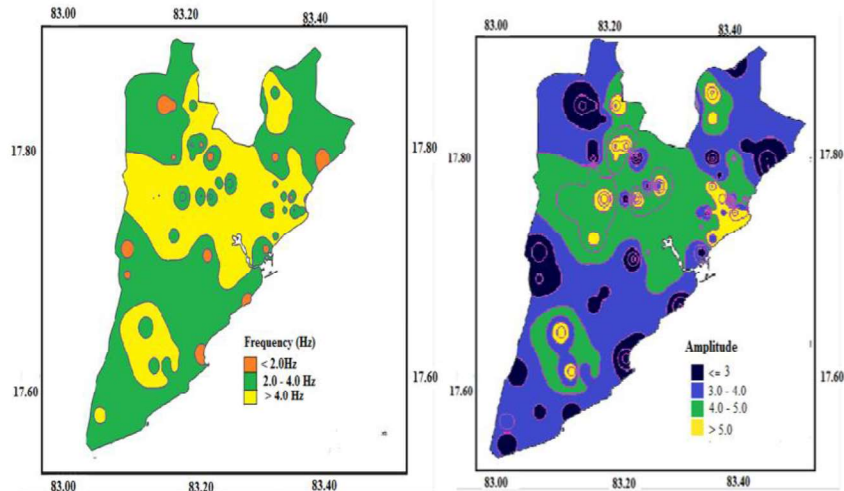 83.00 83.20 83.40
17.80 17.80
17.60 17.60
Frequency (Hz)
< 2.0Hz
2.0 - 4.0 Hz
> 4.0 Hz
83.00 83.20 83.40
83.00 83.20 83.40
17.80 17.80
17.60 17.60
Amplitude
<= 3
3.0 - 4.0
4.0 - 5.0
> 5.0
83.00 83.20 83.40